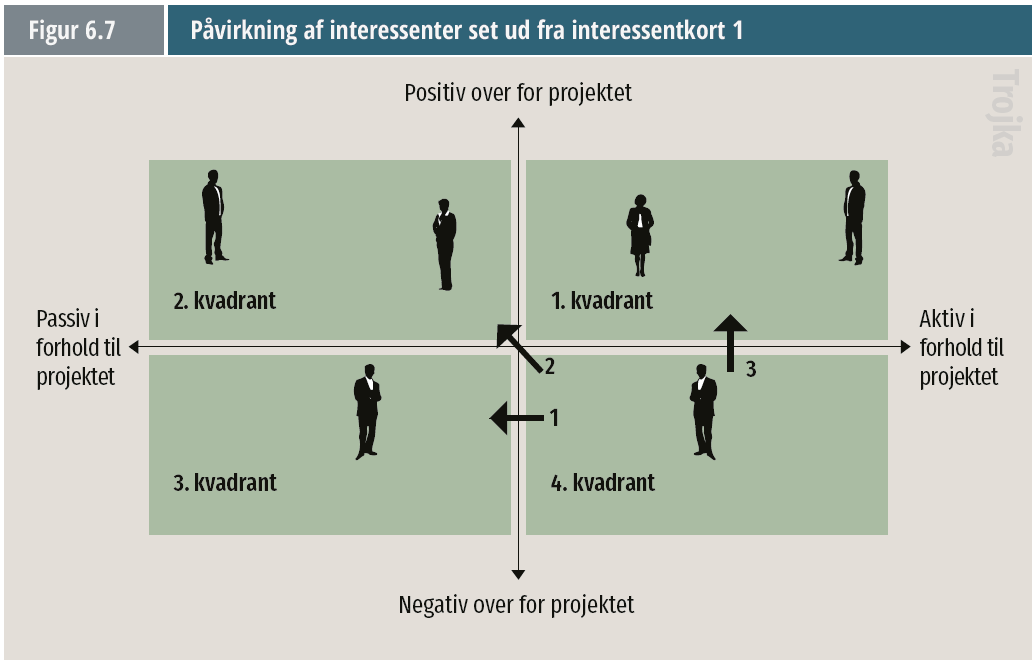 Figur 6.7
Påvirkning af interessenter set ud fra interessentkort 1
Trojka
Positiv over for projektet
2. kvadrant
1. kvadrant
Passiv i
forhold til
projektet
Aktiv i
forhold til
projektet
2
3
1
3. kvadrant
4. kvadrant
Negativ over for projektet